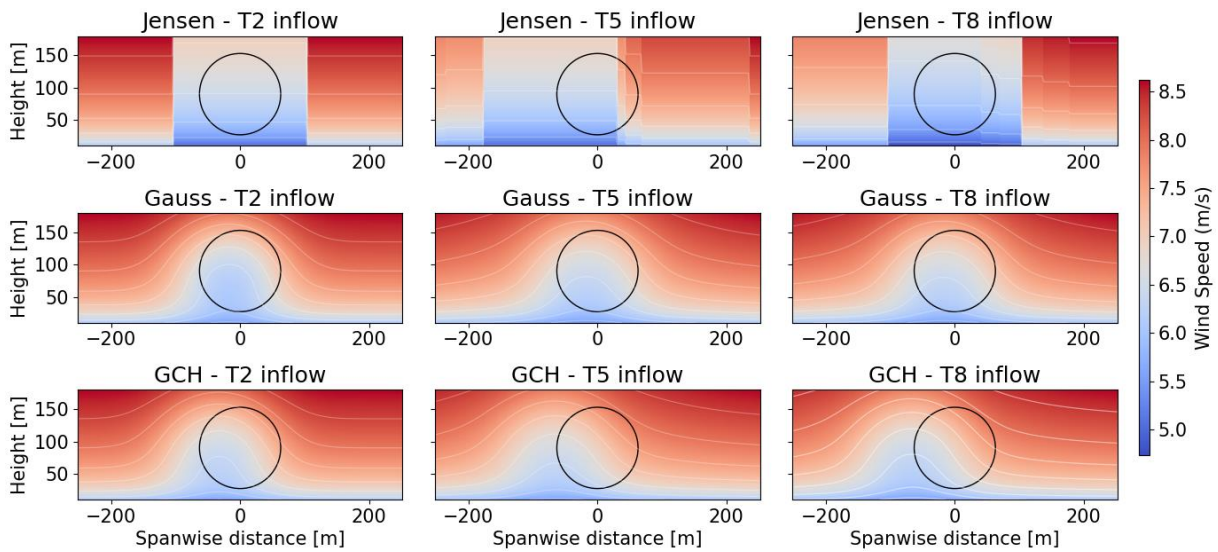 Jensen - T2 inflow
Jensen - T5 inflow
Jensen - T8 inflow
Height [m]
150
100
50
−200
0
200
−200
0
200
−200
0
200
Gauss - T2 inflow
Gauss - T5 inflow
Gauss - T8 inflow
Height [m]
150
100
50
−200
0
200
−200
0
200
−200
0
200
GCH - T2 inflow
GCH - T5 inflow
GCH - T8 inflow
Height [m]
150
100
50
−200
0
200
−200
0
200
−200
0
200
Spanwise distance [m]
Spanwise distance [m]
Spanwise distance [m]
8.5
8.0
7.5
7.0
6.5
6.0
5.5
5.0
Wind Speed (m/s)